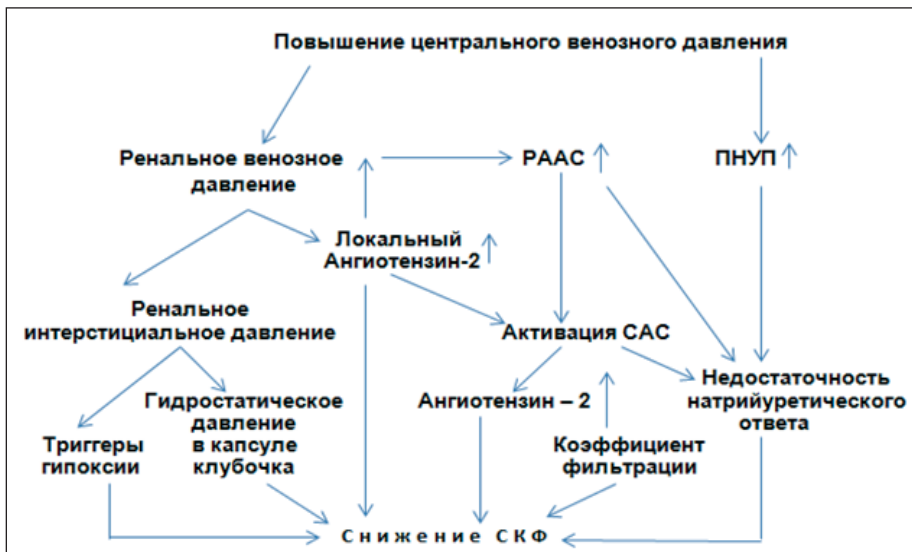 Повышение центрального венозного давления
Ренальное венозное
давление
РААС
ПНУП
Локальный
Ангиотензин-2
Ренальное
интерстициальное давление
Активация САС
Недостаточность
натрийуретического
ответа
Гидростатическое
давление
в капсуле
клубочка
Ангиотензин – 2
Триггеры
гипоксии
Коэффициент
фильтрации
Снижение СКФ